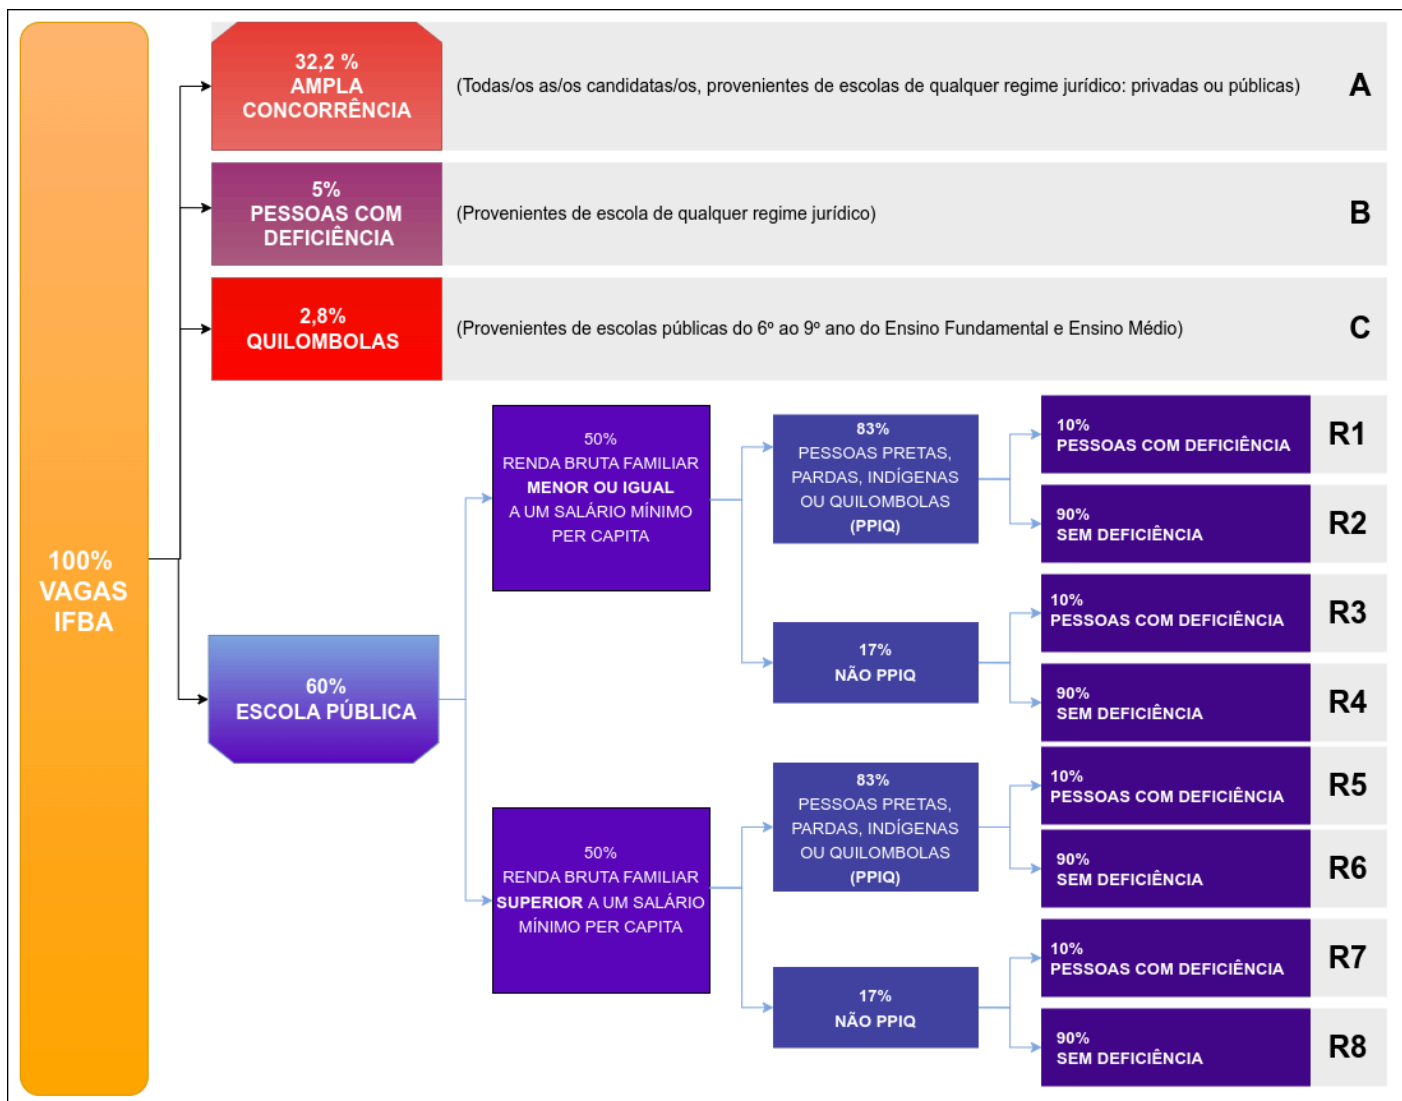 100%
VAGAS
IFBA
32,2 %
AMPLA
CONCORRÊNCIA
(Todas/os as/os candidatas/os, provenientes de escolas de qualquer regime jurídico: privadas ou públicas)
A
5%
PESSOAS COM
DEFICIÊNCIA
(Provenientes de escola de qualquer regime jurídico)
B
2,8%
QUILOMBOLAS
(Provenientes de escolas públicas do 6º ao 9º ano do Ensino Fundamental e Ensino Médio)
C
60%
ESCOLA PÚBLICA
50%
RENDA BRUTA FAMILIAR
MENOR OU IGUAL
A UM SALÁRIO MÍNIMO
PER CAPITA
83%
PESSOAS PRETAS,
PARDAS, INDÍGENAS
OU QUILOMBOLAS
(PPIQ)
10%
PESSOAS COM DEFICIÊNCIA
R1
90%
SEM DEFICIÊNCIA
R2
17%
NÃO PPIQ
10%
PESSOAS COM DEFICIÊNCIA
R3
90%
SEM DEFICIÊNCIA
R4
50%
RENDA BRUTA FAMILIAR
SUPERIOR A UM SALÁRIO
MÍNIMO PER CAPITA
83%
PESSOAS PRETAS,
PARDAS, INDÍGENAS
OU QUILOMBOLAS
(PPIQ)
10%
PESSOAS COM DEFICIÊNCIA
R5
90%
SEM DEFICIÊNCIA
R6
17%
NÃO PPIQ
10%
PESSOAS COM DEFICIÊNCIA
R7
90%
SEM DEFICIÊNCIA
R8